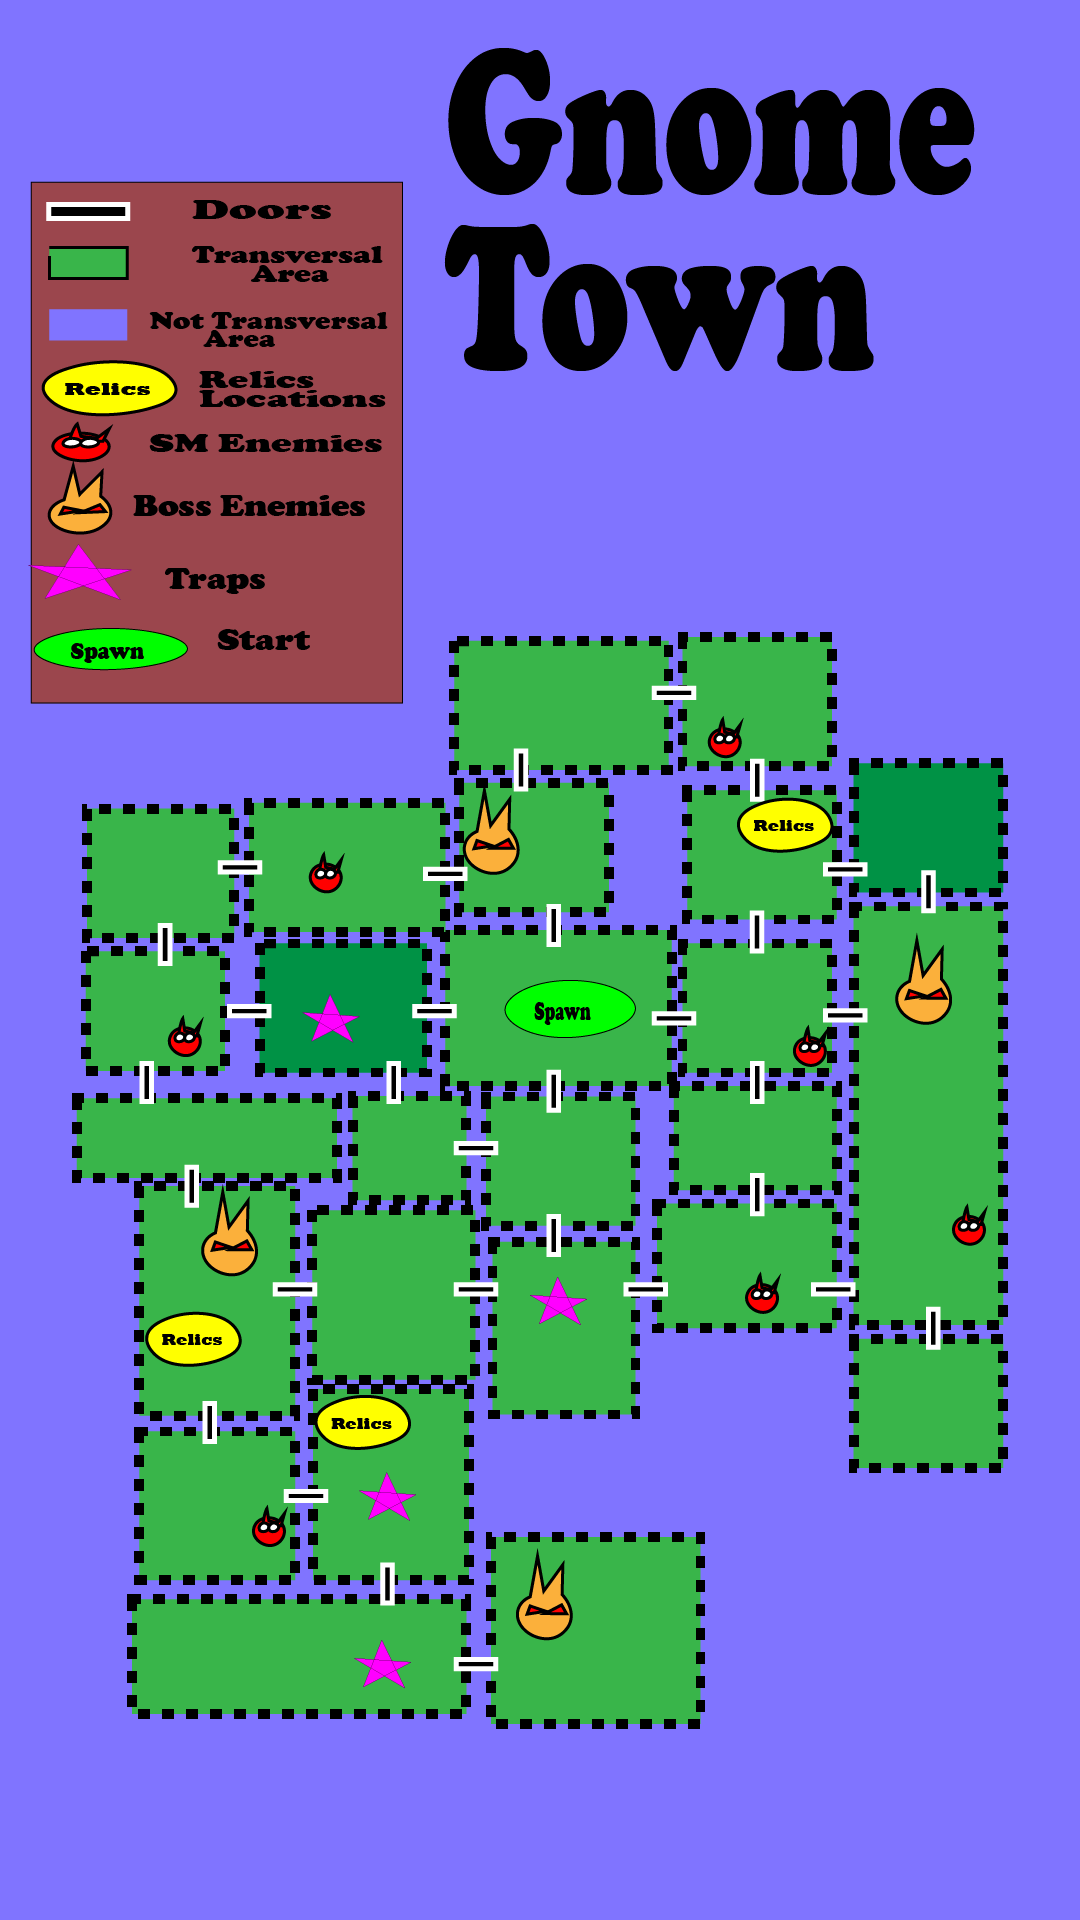 Gnome
Town
Doors
Transversal
Area
Not Transversal
Area
Relics
Relics
Locations
SM Enemies
Boss Enemies
Traps
Spawn
Start
Relics
Spawn
Relics
Relics